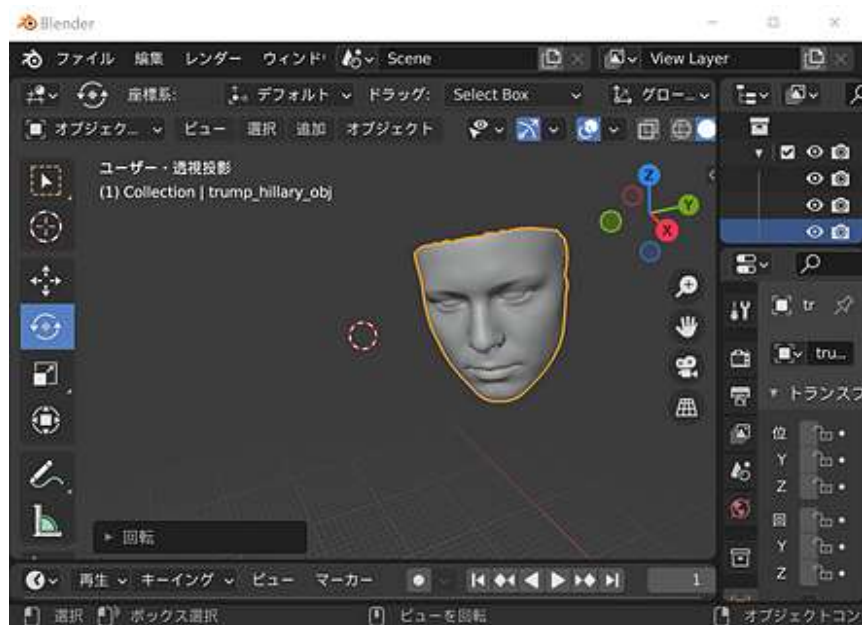 Blender
ファイル 編集 レンダー ウィンド Scene View Layer
座標系: デフォルト ドラッグ: Select Box グロー...
オブジェク... ビュー 選択 追加 オブジェクト
ユーザー・透視投影
(1) Collection | trump_hillary_obj
Z
Y
X
tr
tru...
トランスフ
位
Y
Z
回
Y
Z
回転
再生 キーイング ビュー マーカー 1
選択 ボックス選択 ビューを回転 オブジェクトコン